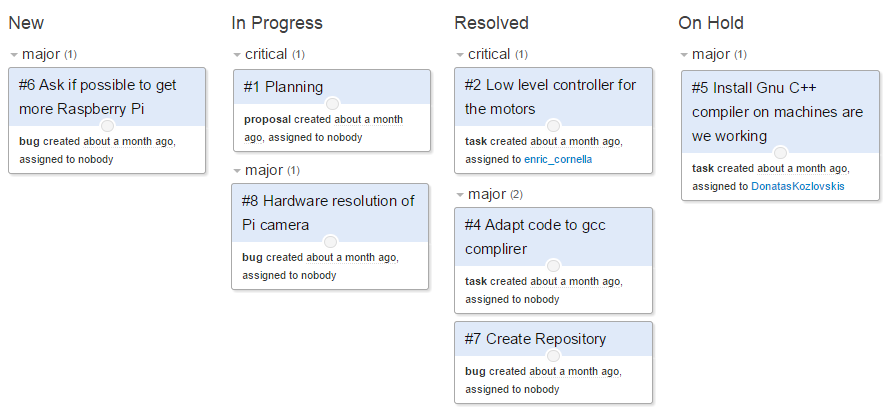 New
major (1)
#6 Ask if possible to get
more Raspberry Pi
bug created about a month ago,
assigned to nobody
In Progress
critical (1)
#1 Planning
proposal created about a month
ago, assigned to nobody
major (1)
#8 Hardware resolution of
Pi camera
bug created about a month ago,
assigned to nobody
Resolved
critical (1)
#2 Low level controller for
the motors
task created about a month ago,
assigned to enric_cornella
major (2)
#4 Adapt code to gcc
complirer
task created about a month ago,
assigned to nobody
#7 Create Repository
bug created about a month ago,
assigned to nobody
On Hold
major (1)
#5 Install Gnu C++
compiler on machines are
we working
task created about a month ago,
assigned to DonatasKozlovskis